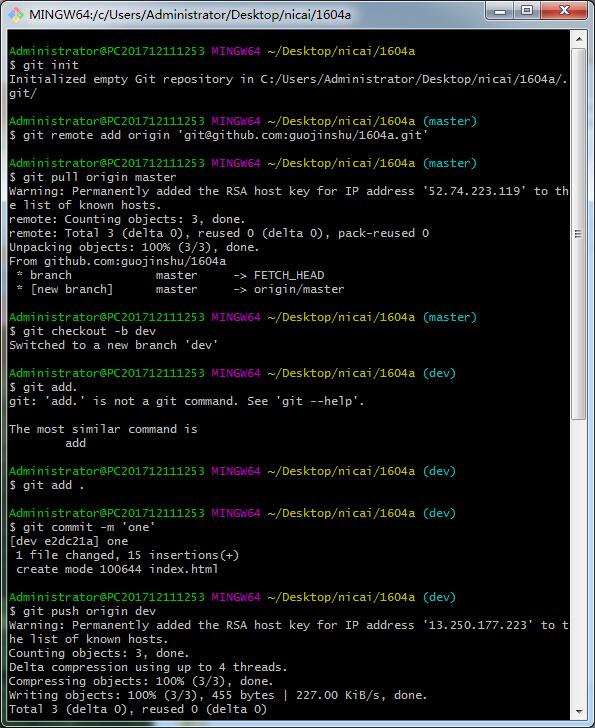 MINGW64:/c/Users/Administrator/Desktop/nicai/1604a
Administrator@PC201712111253 MINGW64 ~/Desktop/nicai/1604a
$ git init
Initialized empty Git repository in C:/Users/Administrator/Desktop/nicai/1604a/.
git/
Administrator@PC201712111253 MINGW64 ~/Desktop/nicai/1604a (master)
$ git remote add origin 'git@github.com:guojinshu/1604a.git'
Administrator@PC201712111253 MINGW64 ~/Desktop/nicai/1604a (master)
$ git pull origin master
Warning: Permanently added the RSA host key for IP address '52.74.223.119' to th
e list of known hosts.
remote: Counting objects: 3, done.
remote: Total 3 (delta 0), reused 0 (delta 0), pack-reused 0
Unpacking objects: 100% (3/3), done.
From github.com:guojinshu/1604a
 * branch            master     -> FETCH_HEAD
 * [new branch]      master     -> origin/master
Administrator@PC201712111253 MINGW64 ~/Desktop/nicai/1604a (master)
$ git checkout -b dev
Switched to a new branch 'dev'
Administrator@PC201712111253 MINGW64 ~/Desktop/nicai/1604a (dev)
$ git add.
git: 'add.' is not a git command. See 'git --help'.
The most similar command is
        add
Administrator@PC201712111253 MINGW64 ~/Desktop/nicai/1604a (dev)
$ git add .
Administrator@PC201712111253 MINGW64 ~/Desktop/nicai/1604a (dev)
$ git commit -m 'one'
[dev e2dc21a] one
 1 file changed, 15 insertions(+)
 create mode 100644 index.html
Administrator@PC201712111253 MINGW64 ~/Desktop/nicai/1604a (dev)
$ git push origin dev
Warning: Permanently added the RSA host key for IP address '13.250.177.223' to t
he list of known hosts.
Counting objects: 3, done.
Delta compression using up to 4 threads.
Compressing objects: 100% (3/3), done.
Writing objects: 100% (3/3), 455 bytes | 227.00 KiB/s, done.
Total 3 (delta 0), reused 0 (delta 0)